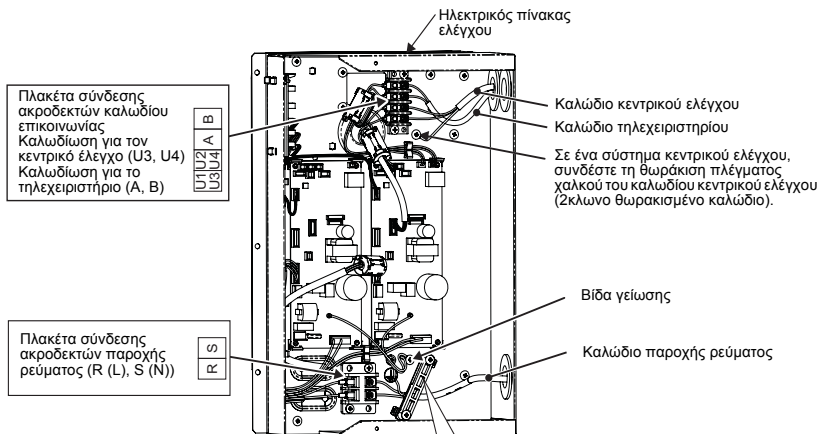 Ηλεκτρικός πίνακας
ελέγχου
Πλακέτα σύνδεσης
ακροδεκτών καλωδίου
επικοινωνίας
Καλωδίωση για τον
κεντρικό έλεγχο (U3, U4)
Καλωδίωση για το
τηλεχειριστήριο (A, B)
U1 U2 A B
U3 U4
Καλώδιο κεντρικού ελέγχου
Καλώδιο τηλεχειριστηρίου
Σε ένα σύστημα κεντρικού ελέγχου,
συνδέστε τη θωράκιση πλέγματος
χαλκού του καλωδίου κεντρικού ελέγχου
(2κλωνο θωρακισμένο καλώδιο).
Βίδα γείωσης
Πλακέτα σύνδεσης
ακροδεκτών παροχής
ρεύματος (R (L), S (N))
R S
Καλώδιο παροχής ρεύματος